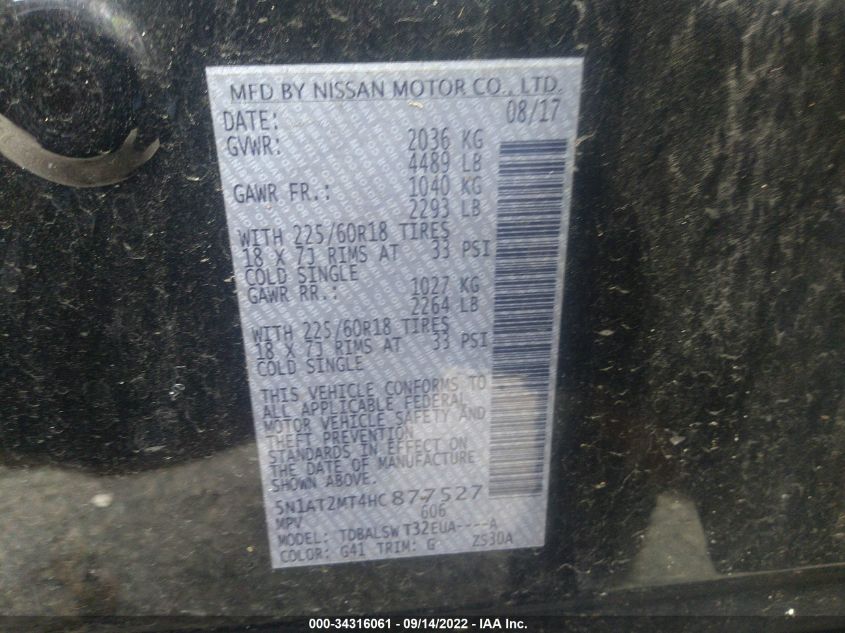 MFD BY NISSAN MOTOR CO., LTD.
DATE: 08/17
GVWR: 2036 KG
4489 LB
GAWR FR.: 1040 KG
2293 LB
WITH 225/60R18 TIRES
18 X 7J RIMS AT 33 PSI
COLD SINGLE
GAWR RR.: 1027 KG
2264 LB
WITH 225/60R18 TIRES
18 X 7J RIMS AT 33 PSI
COLD SINGLE
THIS VEHICLE CONFORMS TO
ALL APPLICABLE FEDERAL
MOTOR VEHICLE SAFETY AND
THEFT PREVENTION
STANDARDS IN EFFECT ON
THE DATE OF MANUFACTURE
SHOWN ABOVE.
5N1AT2MT4HC877527
MPV 606
MODEL: TDBALSW T32EUA----A
COLOR: G41 TRIM: G ZS30A
000-34316061 - 09/14/2022 - IAA Inc.